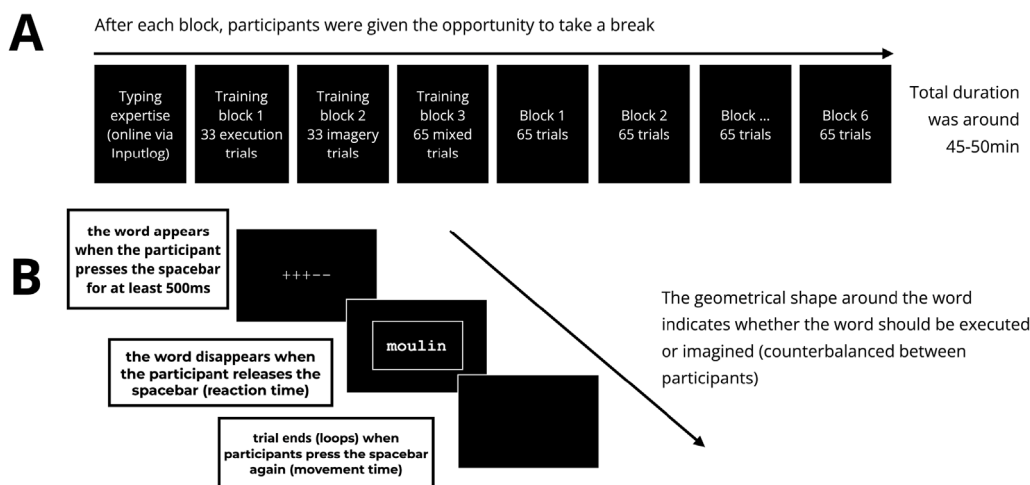 A
After each block, participants were given the opportunity to take a break
Typing
expertise
(online via
Inputlog)
Training
block 1
33 execution
trials
Training
block 2
33 imagery
trials
Training
block 3
65 mixed
trials
Block 1
65 trials
Block 2
65 trials
Block ...
65 trials
Block 6
65 trials
Total duration
was around
45-50min
B
the word appears
when the participant
presses the spacebar
for at least 500ms
+++--
the word disappears when
the participant releases the
spacebar (reaction time)
moulin
trial ends (loops) when
participants press the spacebar
again (movement time)
The geometrical shape around the word
indicates whether the word should be executed
or imagined (counterbalanced between
participants)